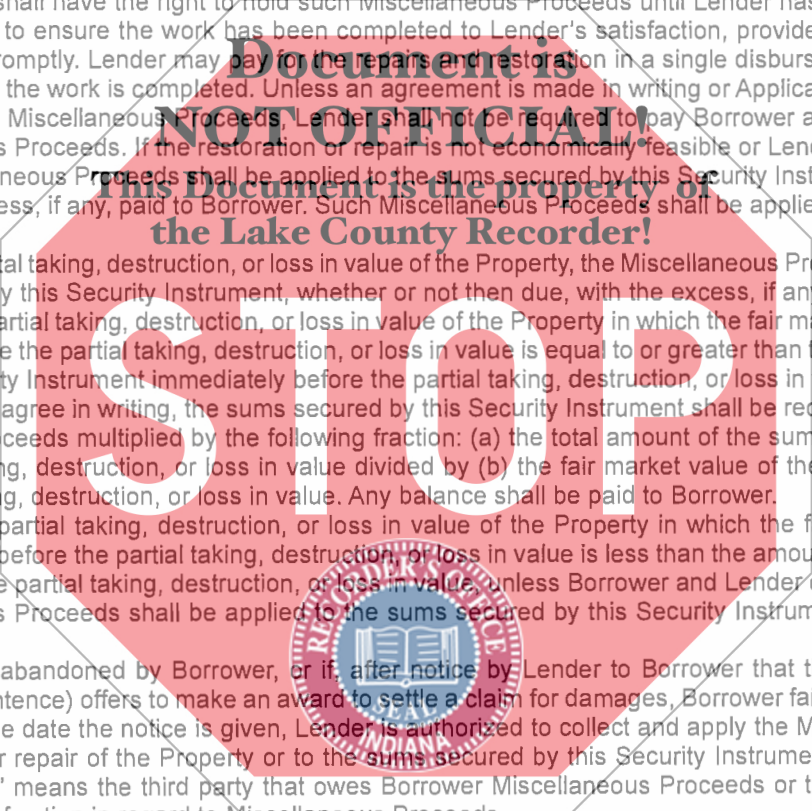 shall have the right to hold such Miscellaneous Proceeds until Lender has
to ensure the work has been completed to Lender's satisfaction, provide
romptly. Lender may pay for the repairs and restoration in a single disburs
the work is completed. Unless an agreement is made in writing or Applica
Miscellaneous Proceeds, Lender shall not be required to pay Borrower a
s Proceeds. If the restoration or repair is not economically feasible or Len
neous Proceeds shall be applied to the sums secured by this Security Inst
ess, if any, paid to Borrower. Such Miscellaneous Proceeds shall be applie
Document is
NOT OFFICIAL!
This Document is the property of
the Lake County Recorder!
tal taking, destruction, or loss in value of the Property, the Miscellaneous Pr
y this Security Instrument, whether or not then due, with the excess, if an
artial taking, destruction, or loss in value of the Property in which the fair m
e the partial taking, destruction, or loss in value is equal to or greater than
ty Instrument immediately before the partial taking, destruction, or loss in
agree in writing, the sums secured by this Security Instrument shall be red
ceeds multiplied by the following fraction: (a) the total amount of the sum
ng, destruction, or loss in value divided by (b) the fair market value of the
g, destruction, or loss in value. Any balance shall be paid to Borrower.
STOP
partial taking, destruction, or loss in value of the Property in which the f
before the partial taking, destruction, or loss in value is less than the amou
e partial taking, destruction, or loss in value, unless Borrower and Lender
s Proceeds shall be applied to the sums secured by this Security Instrum
abandoned by Borrower, or if, after notice by Lender to Borrower that t
ntence) offers to make an award to settle a claim for damages, Borrower fa
e date the notice is given, Lender is authorized to collect and apply the M
r repair of the Property or to the sums secured by this Security Instrume
" means the third party that owes Borrower Miscellaneous Proceeds or t
RECORDER'S OFFICE
SEAL
INDIANA